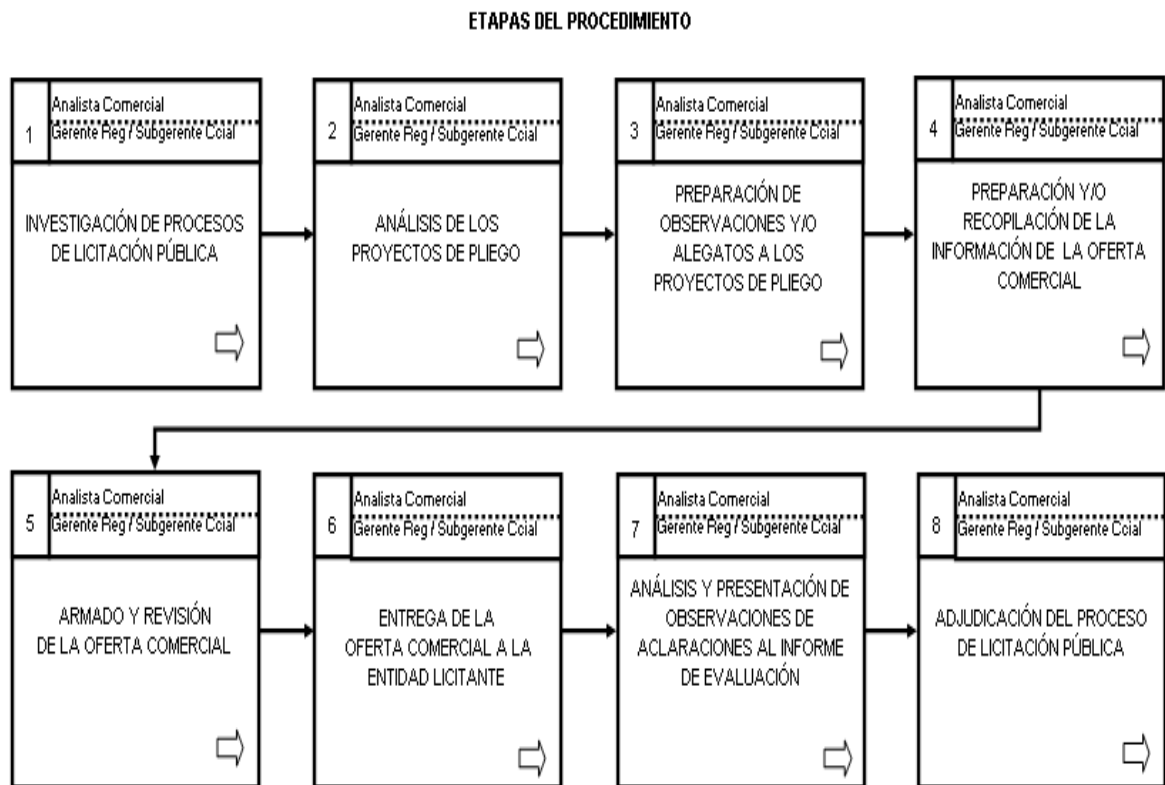 ETAPAS DEL PROCEDIMIENTO
1
Analista Comercial
Gerente Reg / Subgerente Ccial
INVESTIGACIÓN DE PROCESOS
DE LICITACIÓN PÚBLICA
2
Analista Comercial
Gerente Reg / Subgerente Ccial
ANÁLISIS DE LOS
PROYECTOS DE PLIEGO
3
Analista Comercial
Gerente Reg / Subgerente Ccial
PREPARACIÓN DE
OBSERVACIONES Y/O
ALEGATOS A LOS
PROYECTOS DE PLIEGO
4
Analista Comercial
Gerente Reg / Subgerente Ccial
PREPARACIÓN Y/O
RECOPILACIÓN DE LA
INFORMACIÓN DE LA OFERTA
COMERCIAL
5
Analista Comercial
Gerente Reg / Subgerente Ccial
ARMADO Y REVISIÓN
DE LA OFERTA COMERCIAL
6
Analista Comercial
Gerente Reg / Subgerente Ccial
ENTREGA DE LA
OFERTA COMERCIAL A LA
ENTIDAD LICITANTE
7
Analista Comercial
Gerente Reg / Subgerente Ccial
ANÁLISIS Y PRESENTACIÓN DE
OBSERVACIONES DE
ACLARACIONES AL INFORME
DE EVALUACIÓN
8
Analista Comercial
Gerente Reg / Subgerente Ccial
ADJUDICACIÓN DEL PROCESO
DE LICITACIÓN PÚBLICA